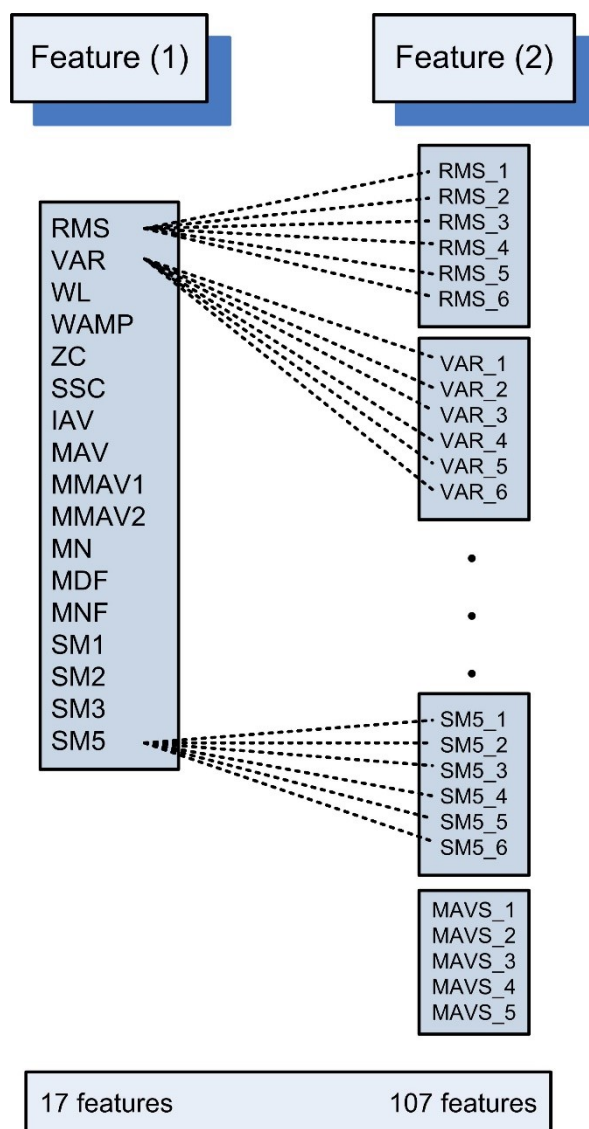 Feature (1)
Feature (2)
RMS
VAR
WL
WAMP
ZC
SSC
IAV
MAV
MMAV1
MMAV2
MN
MDF
MNF
SM1
SM2
SM3
SM5
RMS_1
RMS_2
RMS_3
RMS_4
RMS_5
RMS_6
VAR_1
VAR_2
VAR_3
VAR_4
VAR_5
VAR_6
SM5_1
SM5_2
SM5_3
SM5_4
SM5_5
SM5_6
MAVS_1
MAVS_2
MAVS_3
MAVS_4
MAVS_5
17 features
107 features